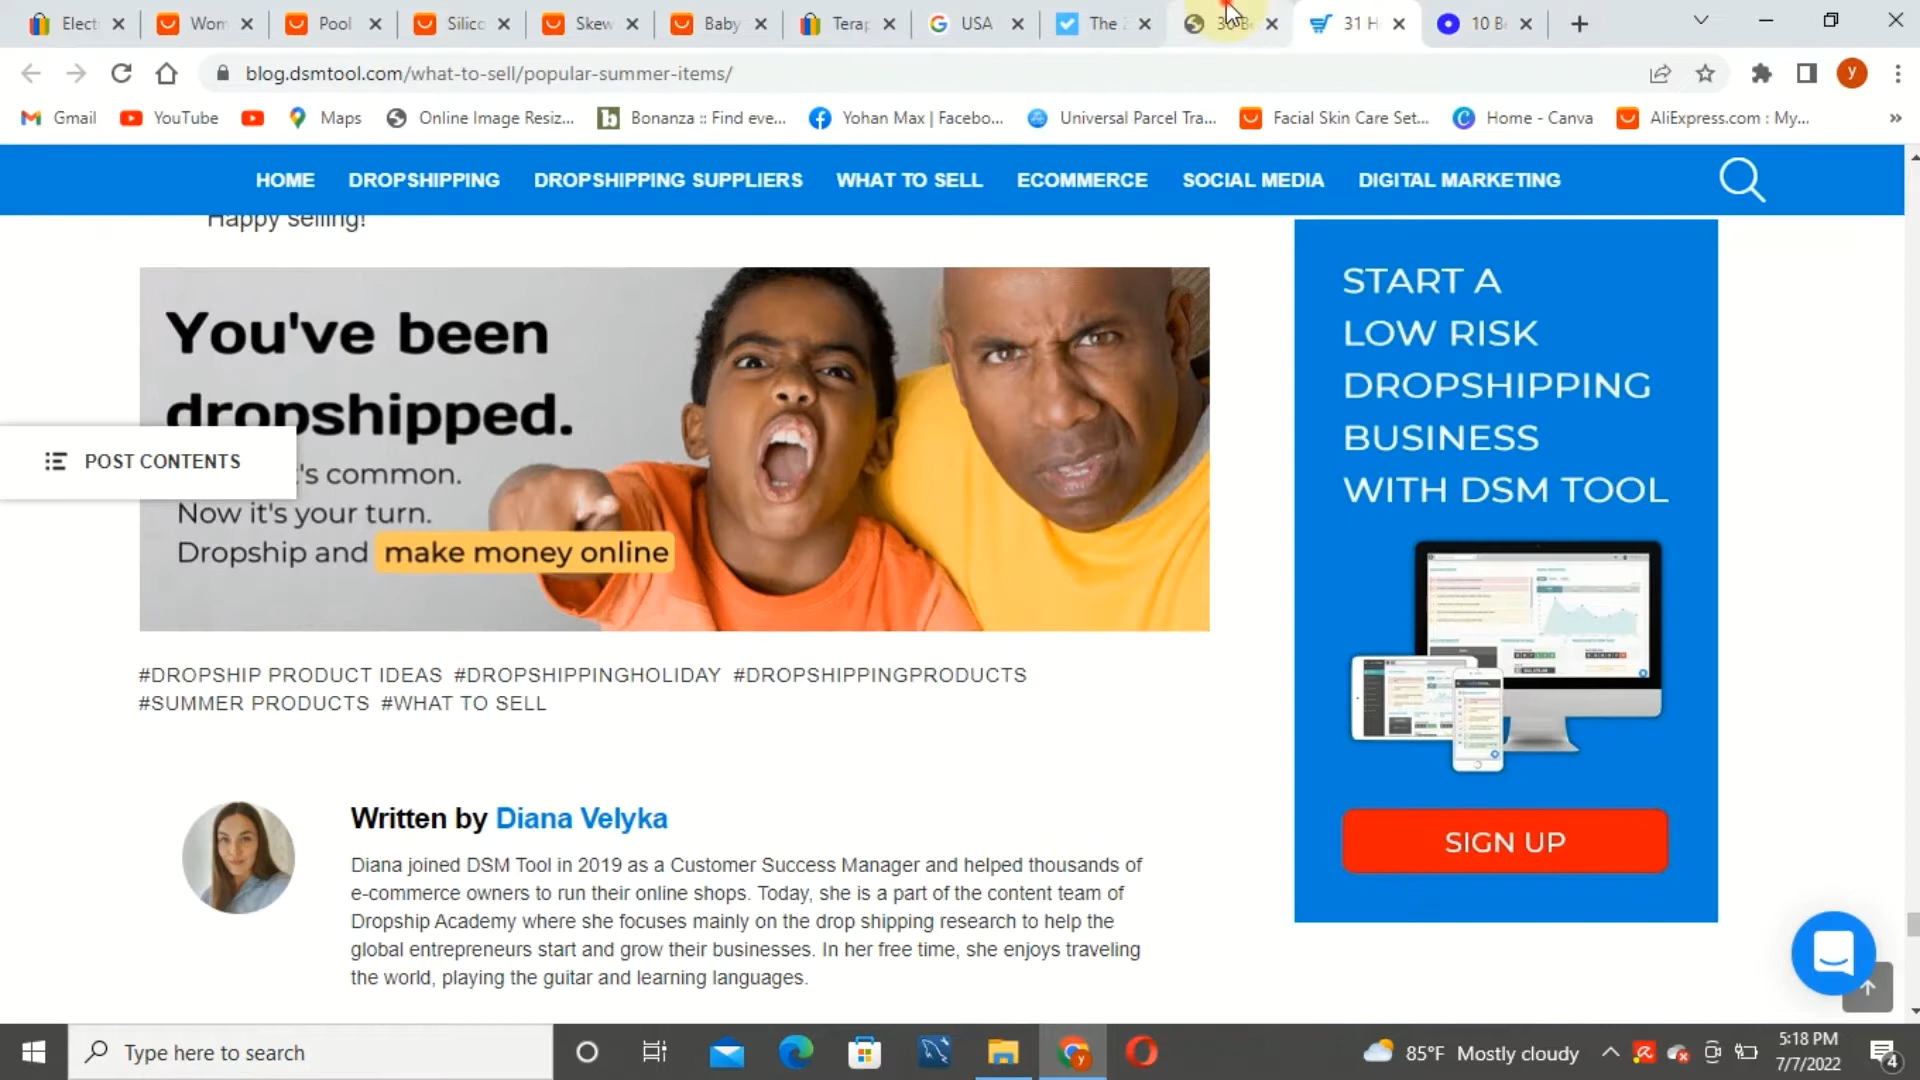 Elect
Wom
Pool
Silico
Skew
Baby
Terap
USA
The
30 Be
31 H
10 B
blog.dsmtool.com/what-to-sell/popular-summer-items/
y
Gmail
YouTube
Maps
Online Image Resiz...
Bonanza :: Find eve...
Yohan Max | Facebo...
Universal Parcel Tra...
Facial Skin Care Set...
Home - Canva
AliExpress.com : My...
HOME
DROPSHIPPING
DROPSHIPPING SUPPLIERS
WHAT TO SELL
ECOMMERCE
SOCIAL MEDIA
DIGITAL MARKETING
Happy selling!
You've been
dropshipped.
's common.
Now it's your turn.
Dropship and make money online
POST CONTENTS
START A
LOW RISK
DROPSHIPPING
BUSINESS
WITH DSM TOOL
SIGN UP
#DROPSHIP PRODUCT IDEAS #DROPSHIPPINGHOLIDAY #DROPSHIPPINGPRODUCTS
#SUMMER PRODUCTS #WHAT TO SELL
Written by Diana Velyka
Diana joined DSM Tool in 2019 as a Customer Success Manager and helped thousands of
e-commerce owners to run their online shops. Today, she is a part of the content team of
Dropship Academy where she focuses mainly on the drop shipping research to help the
global entrepreneurs start and grow their businesses. In her free time, she enjoys traveling
the world, playing the guitar and learning languages.
Type here to search
85°F Mostly cloudy
5:18 PM
7/7/2022
4